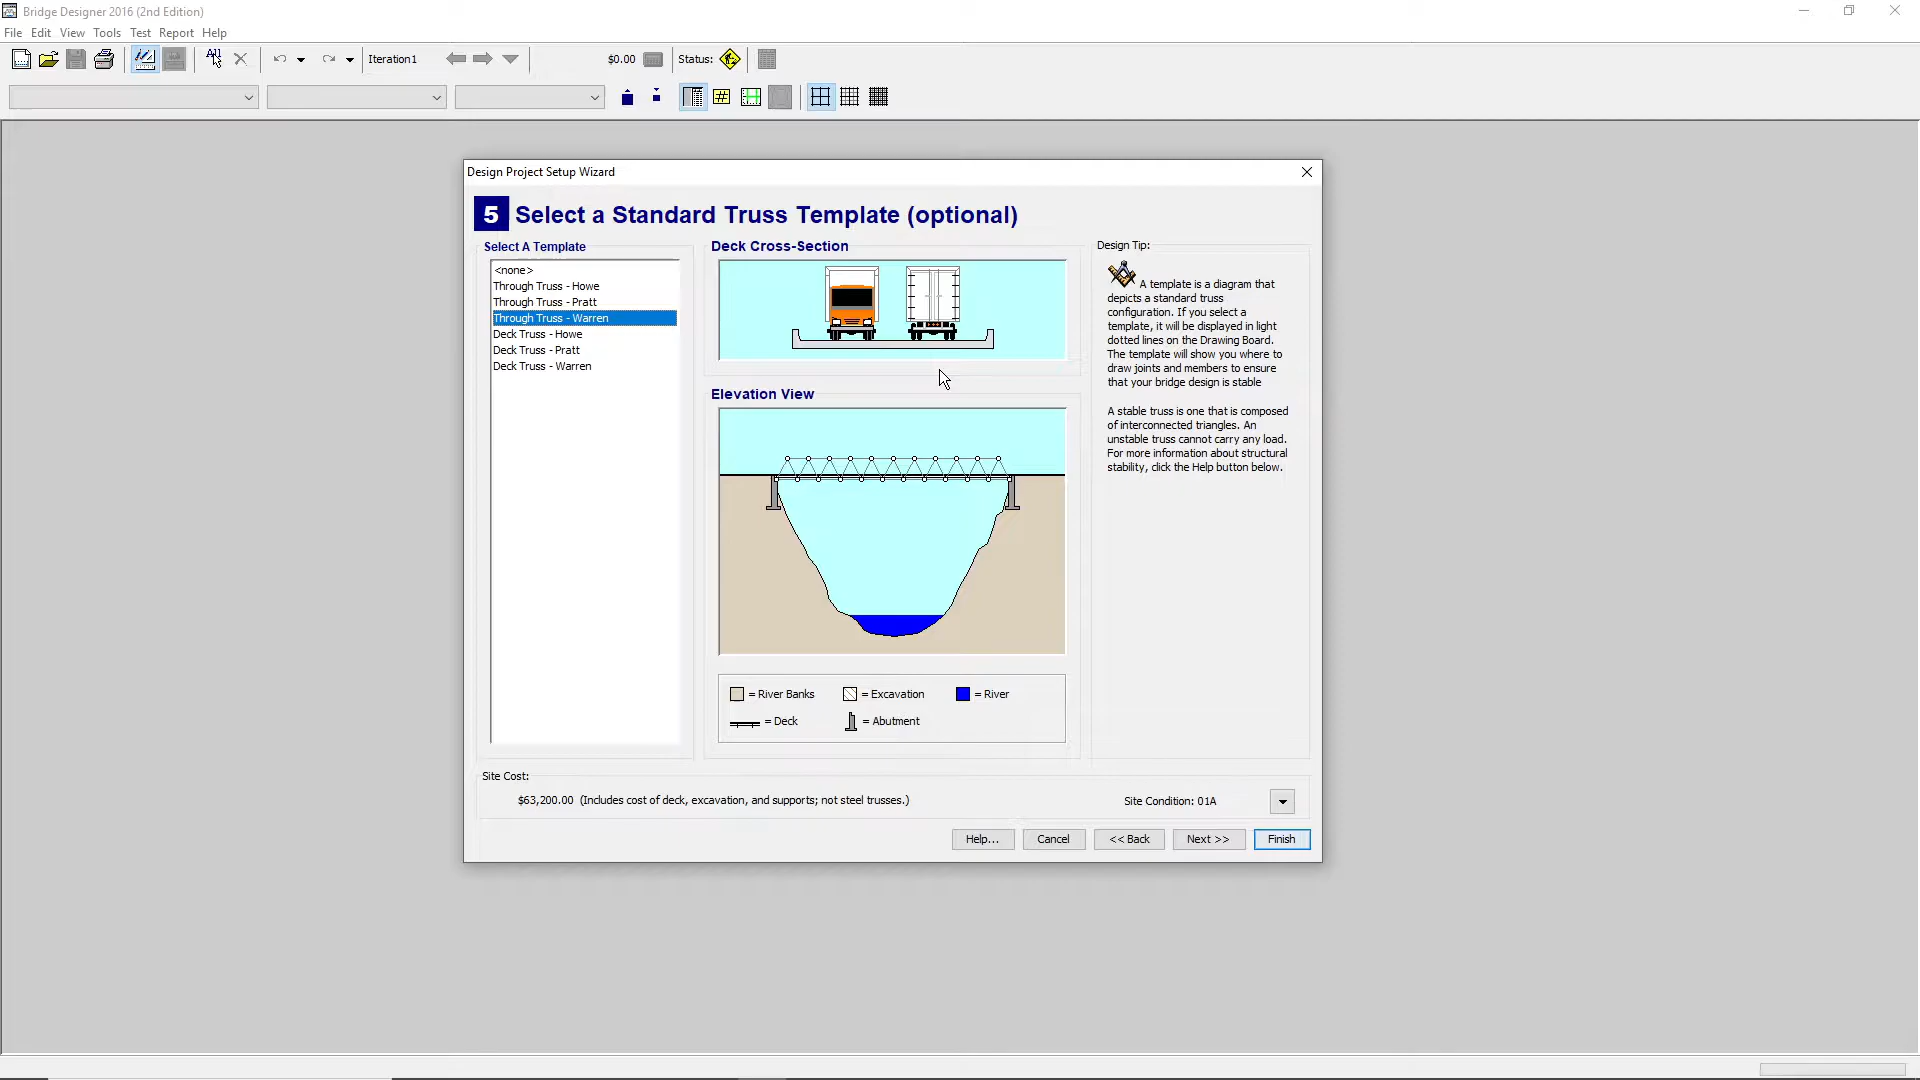 Bridge Designer 2016 (2nd Edition)
File Edit View Tools Test Report Help
Iteration1 $0.00 Status:
Design Project Setup Wizard
5 Select a Standard Truss Template (optional)
Select A Template
<none>
Through Truss - Howe
Through Truss - Pratt
Through Truss - Warren
Deck Truss - Howe
Deck Truss - Pratt
Deck Truss - Warren
Deck Cross-Section
Elevation View
= River Banks = Excavation = River
= Deck = Abutment
Design Tip:
A template is a diagram that
depicts a standard truss
configuration. If you select a
template, it will be displayed in light
dotted lines on the Drawing Board.
The template will show you where to
draw joints and members to ensure
that your bridge design is stable
A stable truss is one that is composed
of interconnected triangles. An
unstable truss cannot carry any load.
For more information about structural
stability, click the Help button below.
Site Cost:
$63,200.00 (Includes cost of deck, excavation, and supports; not steel trusses.)
Site Condition: 01A
Help... Cancel << Back Next >> Finish